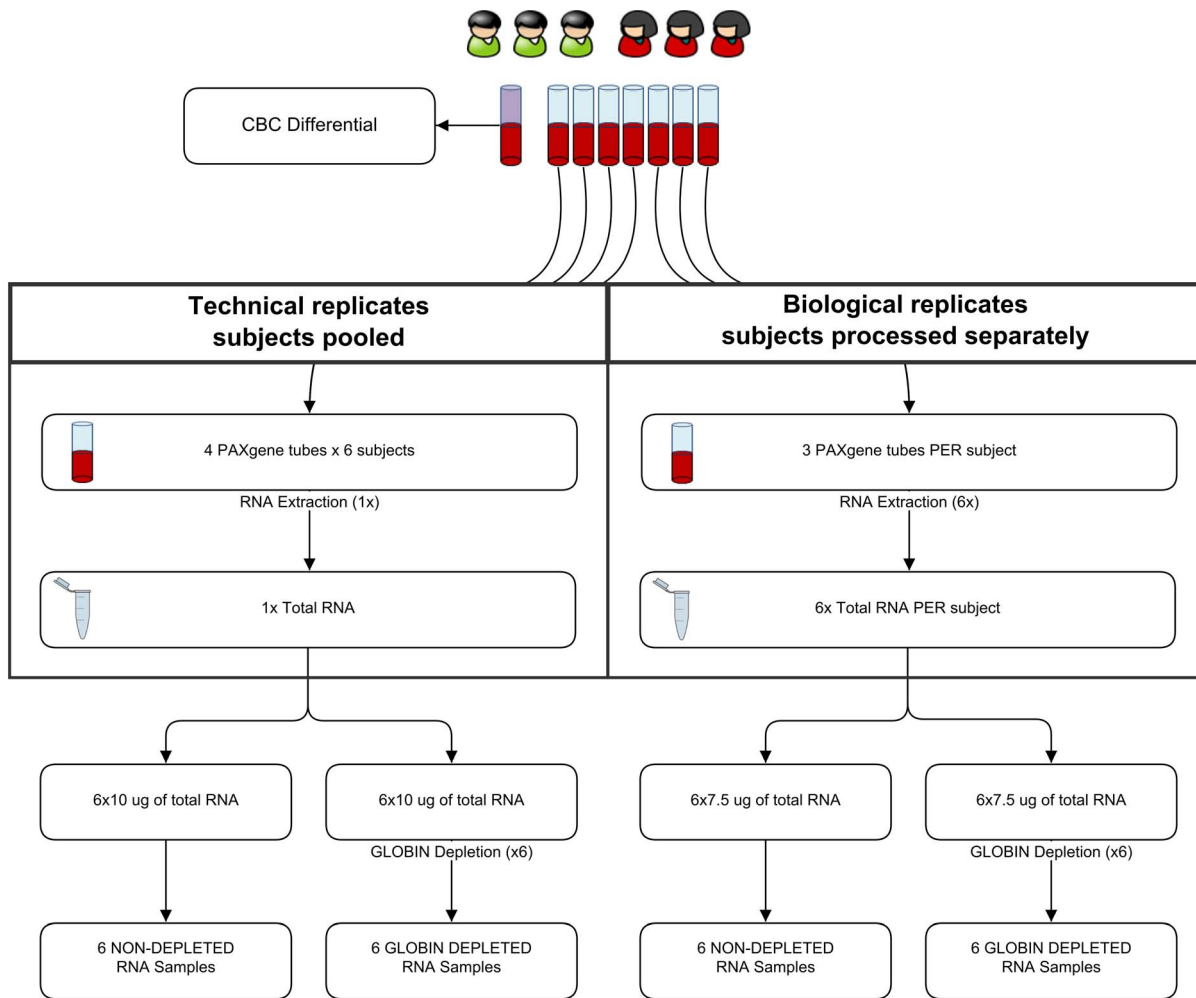 CBC Differential
Technical replicates
subjects pooled
Biological replicates
subjects processed separately
4 PAXgene tubes x 6 subjects
3 PAXgene tubes PER subject
RNA Extraction (1x)
RNA Extraction (6x)
1x Total RNA
6x Total RNA PER subject
6x10 ug of total RNA
6x10 ug of total RNA
6x7.5 ug of total RNA
6x7.5 ug of total RNA
GLOBIN Depletion (x6)
GLOBIN Depletion (x6)
6 NON-DEPLETED
RNA Samples
6 GLOBIN DEPLETED
RNA Samples
6 NON-DEPLETED
RNA Samples
6 GLOBIN DEPLETED
RNA Samples